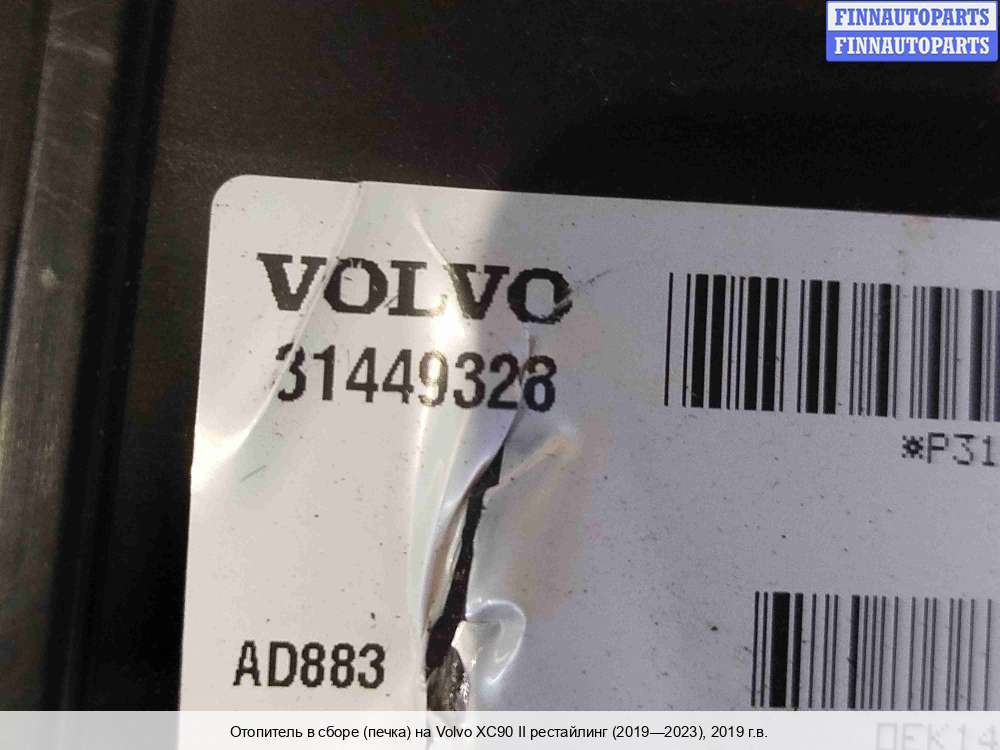 FINNAUTOPARTS
FINNAUTOPARTS
VOLVO
31449328
*P31
AD883
Отопитель в сборе (печка) на Volvo XC90 II рестайлинг (2019—2023), 2019 г.в.